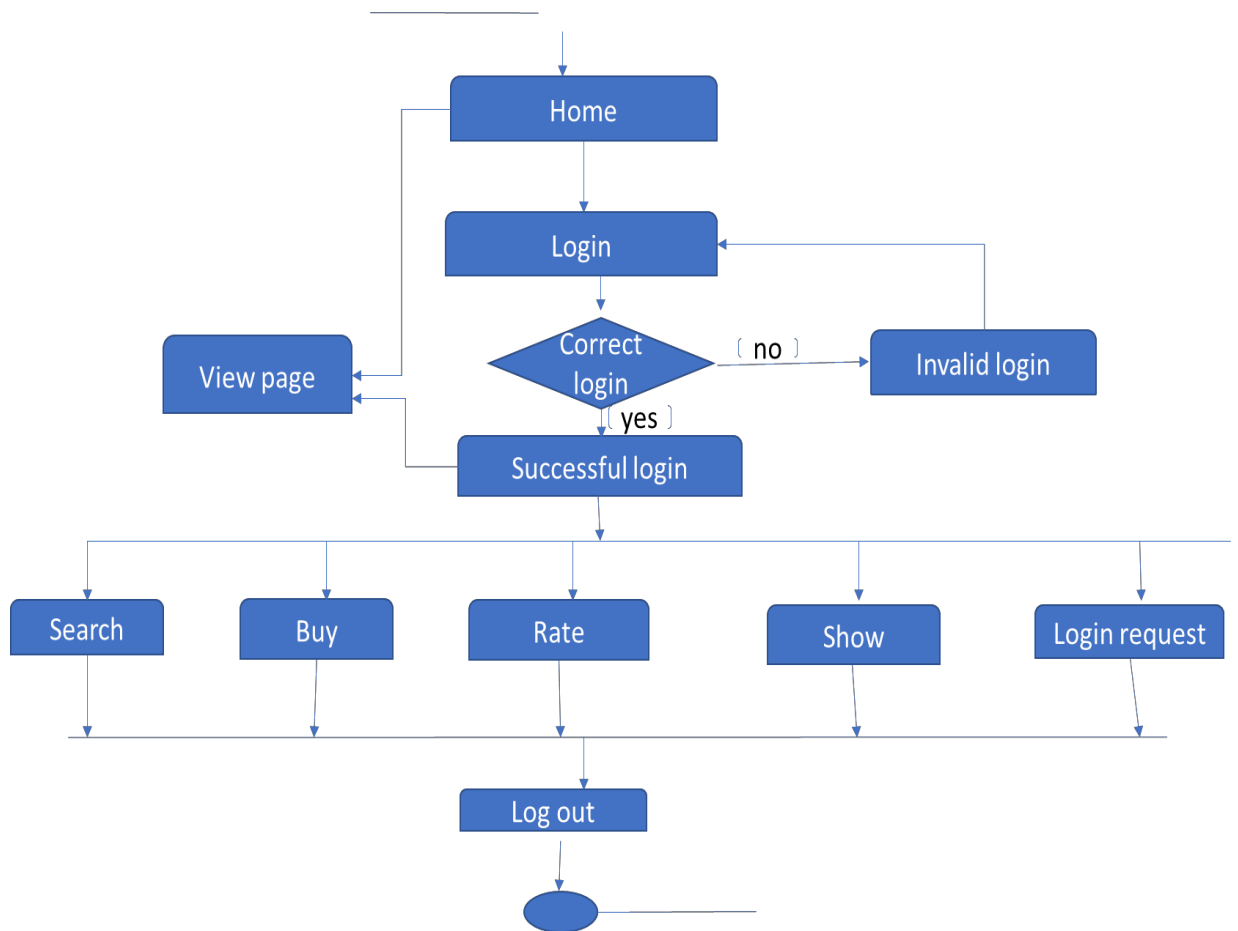 Home
Login
Correct
login
[ no ]
Invalid login
View page
[ yes ]
Successful login
Search
Buy
Rate
Show
Login request
Log out